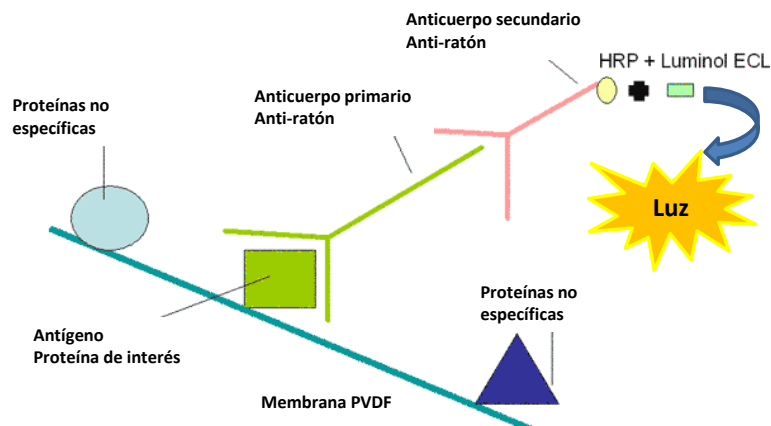 Anticuerpo secundario
Anti-ratón
HRP + Luminol ECL
Proteínas no
específicas
Anticuerpo primario
Anti-ratón
Luz
Proteínas no
específicas
Antígeno
Proteína de interés
Membrana PVDF